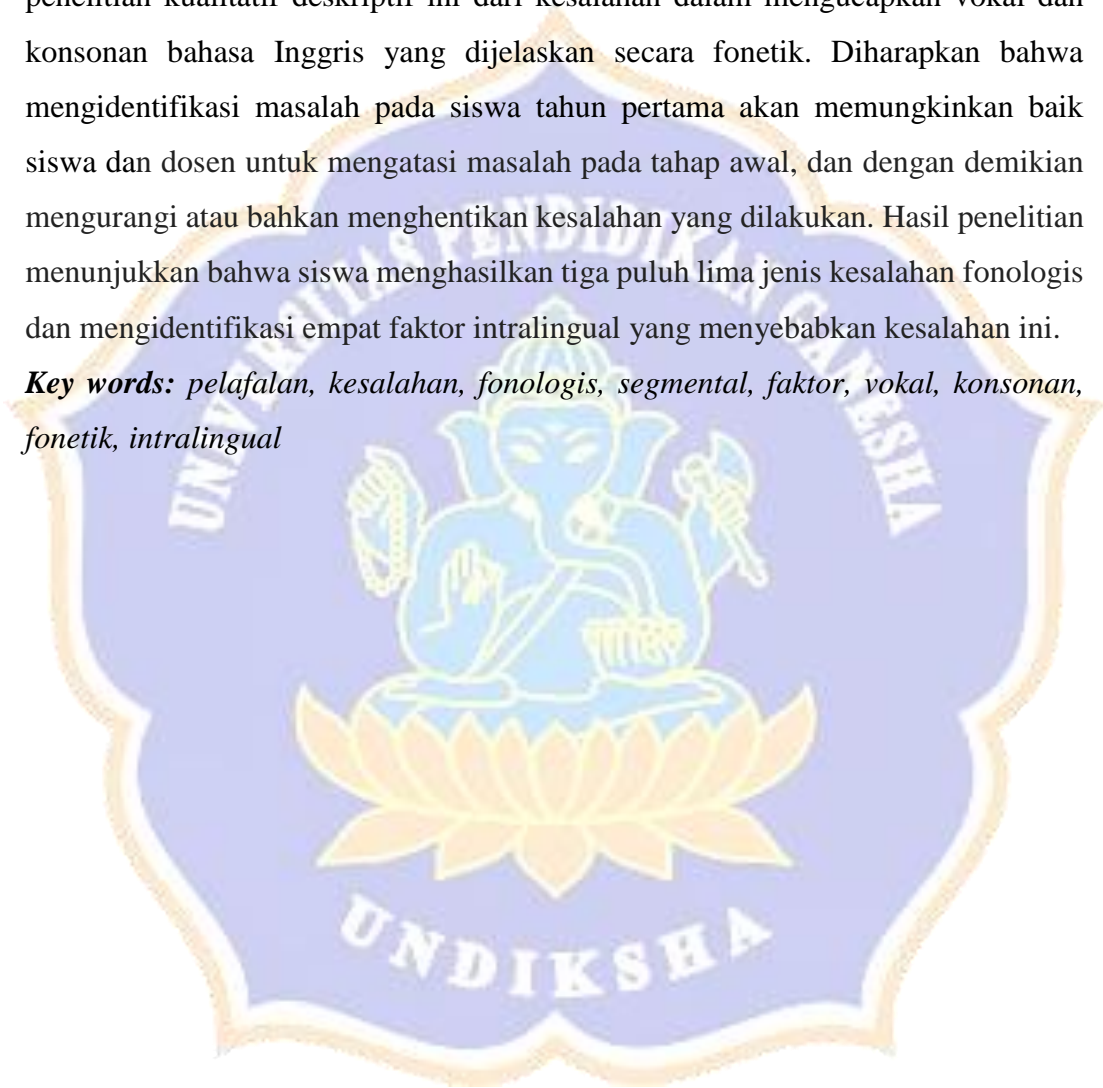 penelitian kualitatif deskriptif ini dari kesalahan dalam mengucapkan vokal dan
konsonan bahasa Inggris yang dijelaskan secara fonetik. Diharapkan bahwa
mengidentifikasi masalah pada siswa tahun pertama akan memungkinkan baik
siswa dan dosen untuk mengatasi masalah pada tahap awal, dan dengan demikian
mengurangi atau bahkan menghentikan kesalahan yang dilakukan. Hasil penelitian
menunjukkan bahwa siswa menghasilkan tiga puluh lima jenis kesalahan fonologis
dan mengidentifikasi empat faktor intralingual yang menyebabkan kesalahan ini.
Key words: pelafalan, kesalahan, fonologis, segmental, faktor, vokal, konsonan,
fonetik, intralingual
UNIVERSITAS PENDIDIKAN GANESHA
UNDIKSHA